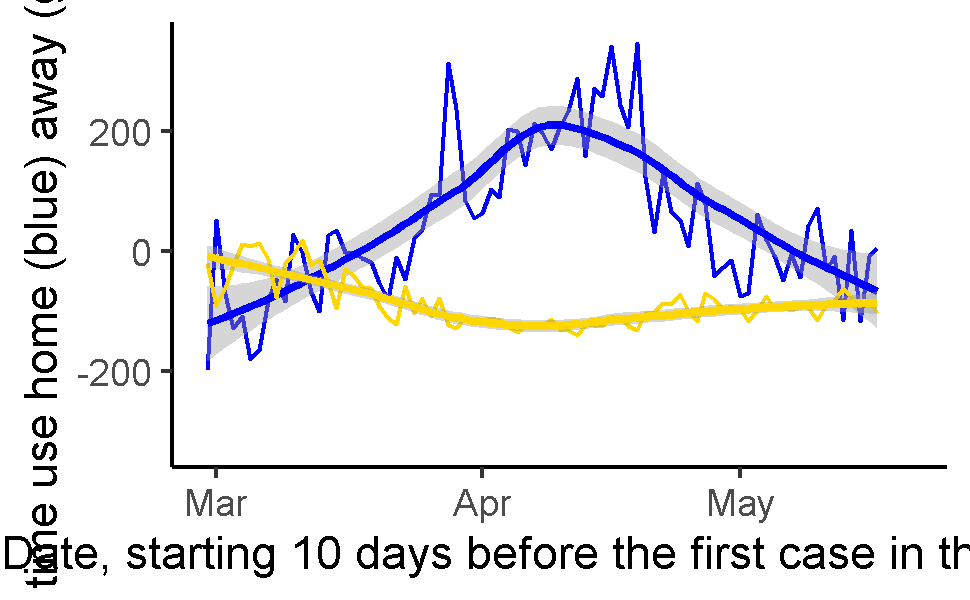 time use home (blue) away (
200
0
-200
Mar
Apr
May
Date, starting 10 days before the first case in th